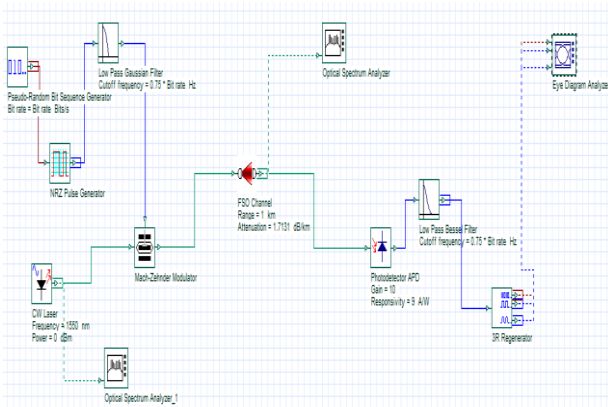 Low Pass Gaussian Filter
Cutoff frequency = 0.75 * Bit rate Hz
Optical Spectrum Analyzer
Eye Diagram Analyze
Pseudo-Random Bit Sequence Generator
Bit rate = Bit rate Bits/s
NRZ Pulse Generator
FSO Channel
Range = 1 km
Attenuation = 1.7131 dB/km
Low Pass Bessel Filter
Cutoff frequency = 0.75 * Bit rate Hz
Mach-Zehnder Modulator
Photodetector APD
Gain = 10
Responsivity = 9 A/W
CW Laser
Frequency = 1550 nm
Power = 0 dBm
3R Regenerator
Optical Spectrum Analyzer_1